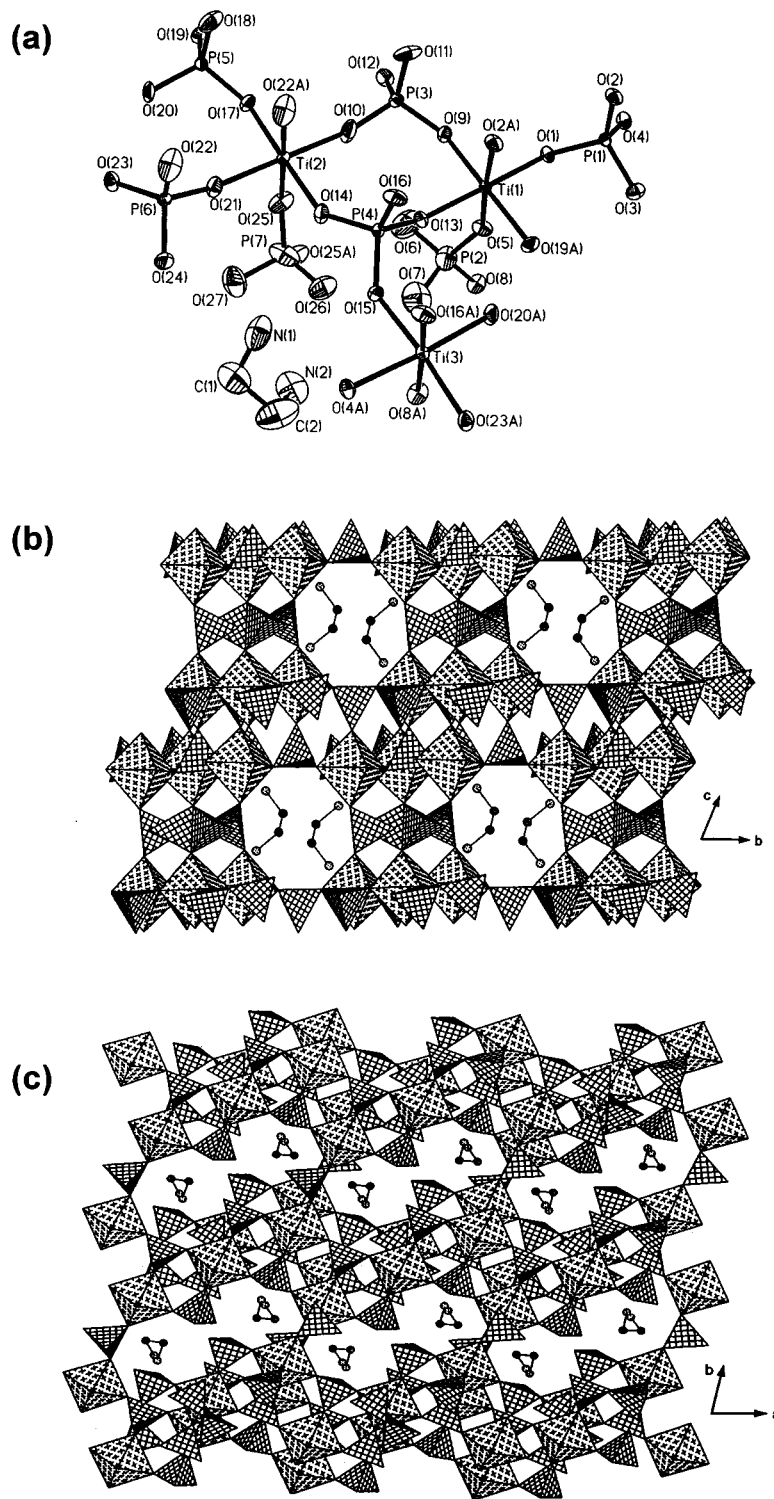 (a)
O(18)
O(19)
P(5)
O(22A)
O(12)
O(11)
O(2)
O(20)
O(17)
P(3)
O(10)
O(9)
O(2A)
O(1)
O(4)
O(22)
O(23)
Ti(2)
P(1)
O(16)
Ti(1)
O(3)
P(6)
O(21)
O(14)
O(25)
P(4)
O(13)
O(5)
O(6)
O(19A)
P(7)
O(25A)
P(2)
O(24)
O(7)
O(8)
O(27)
O(26)
O(15)
O(16A)
O(20A)
N(1)
Ti(3)
N(2)
C(1)
O(4A)
O(8A)
C(2)
O(23A)
(b)
c
b
(c)
b
a